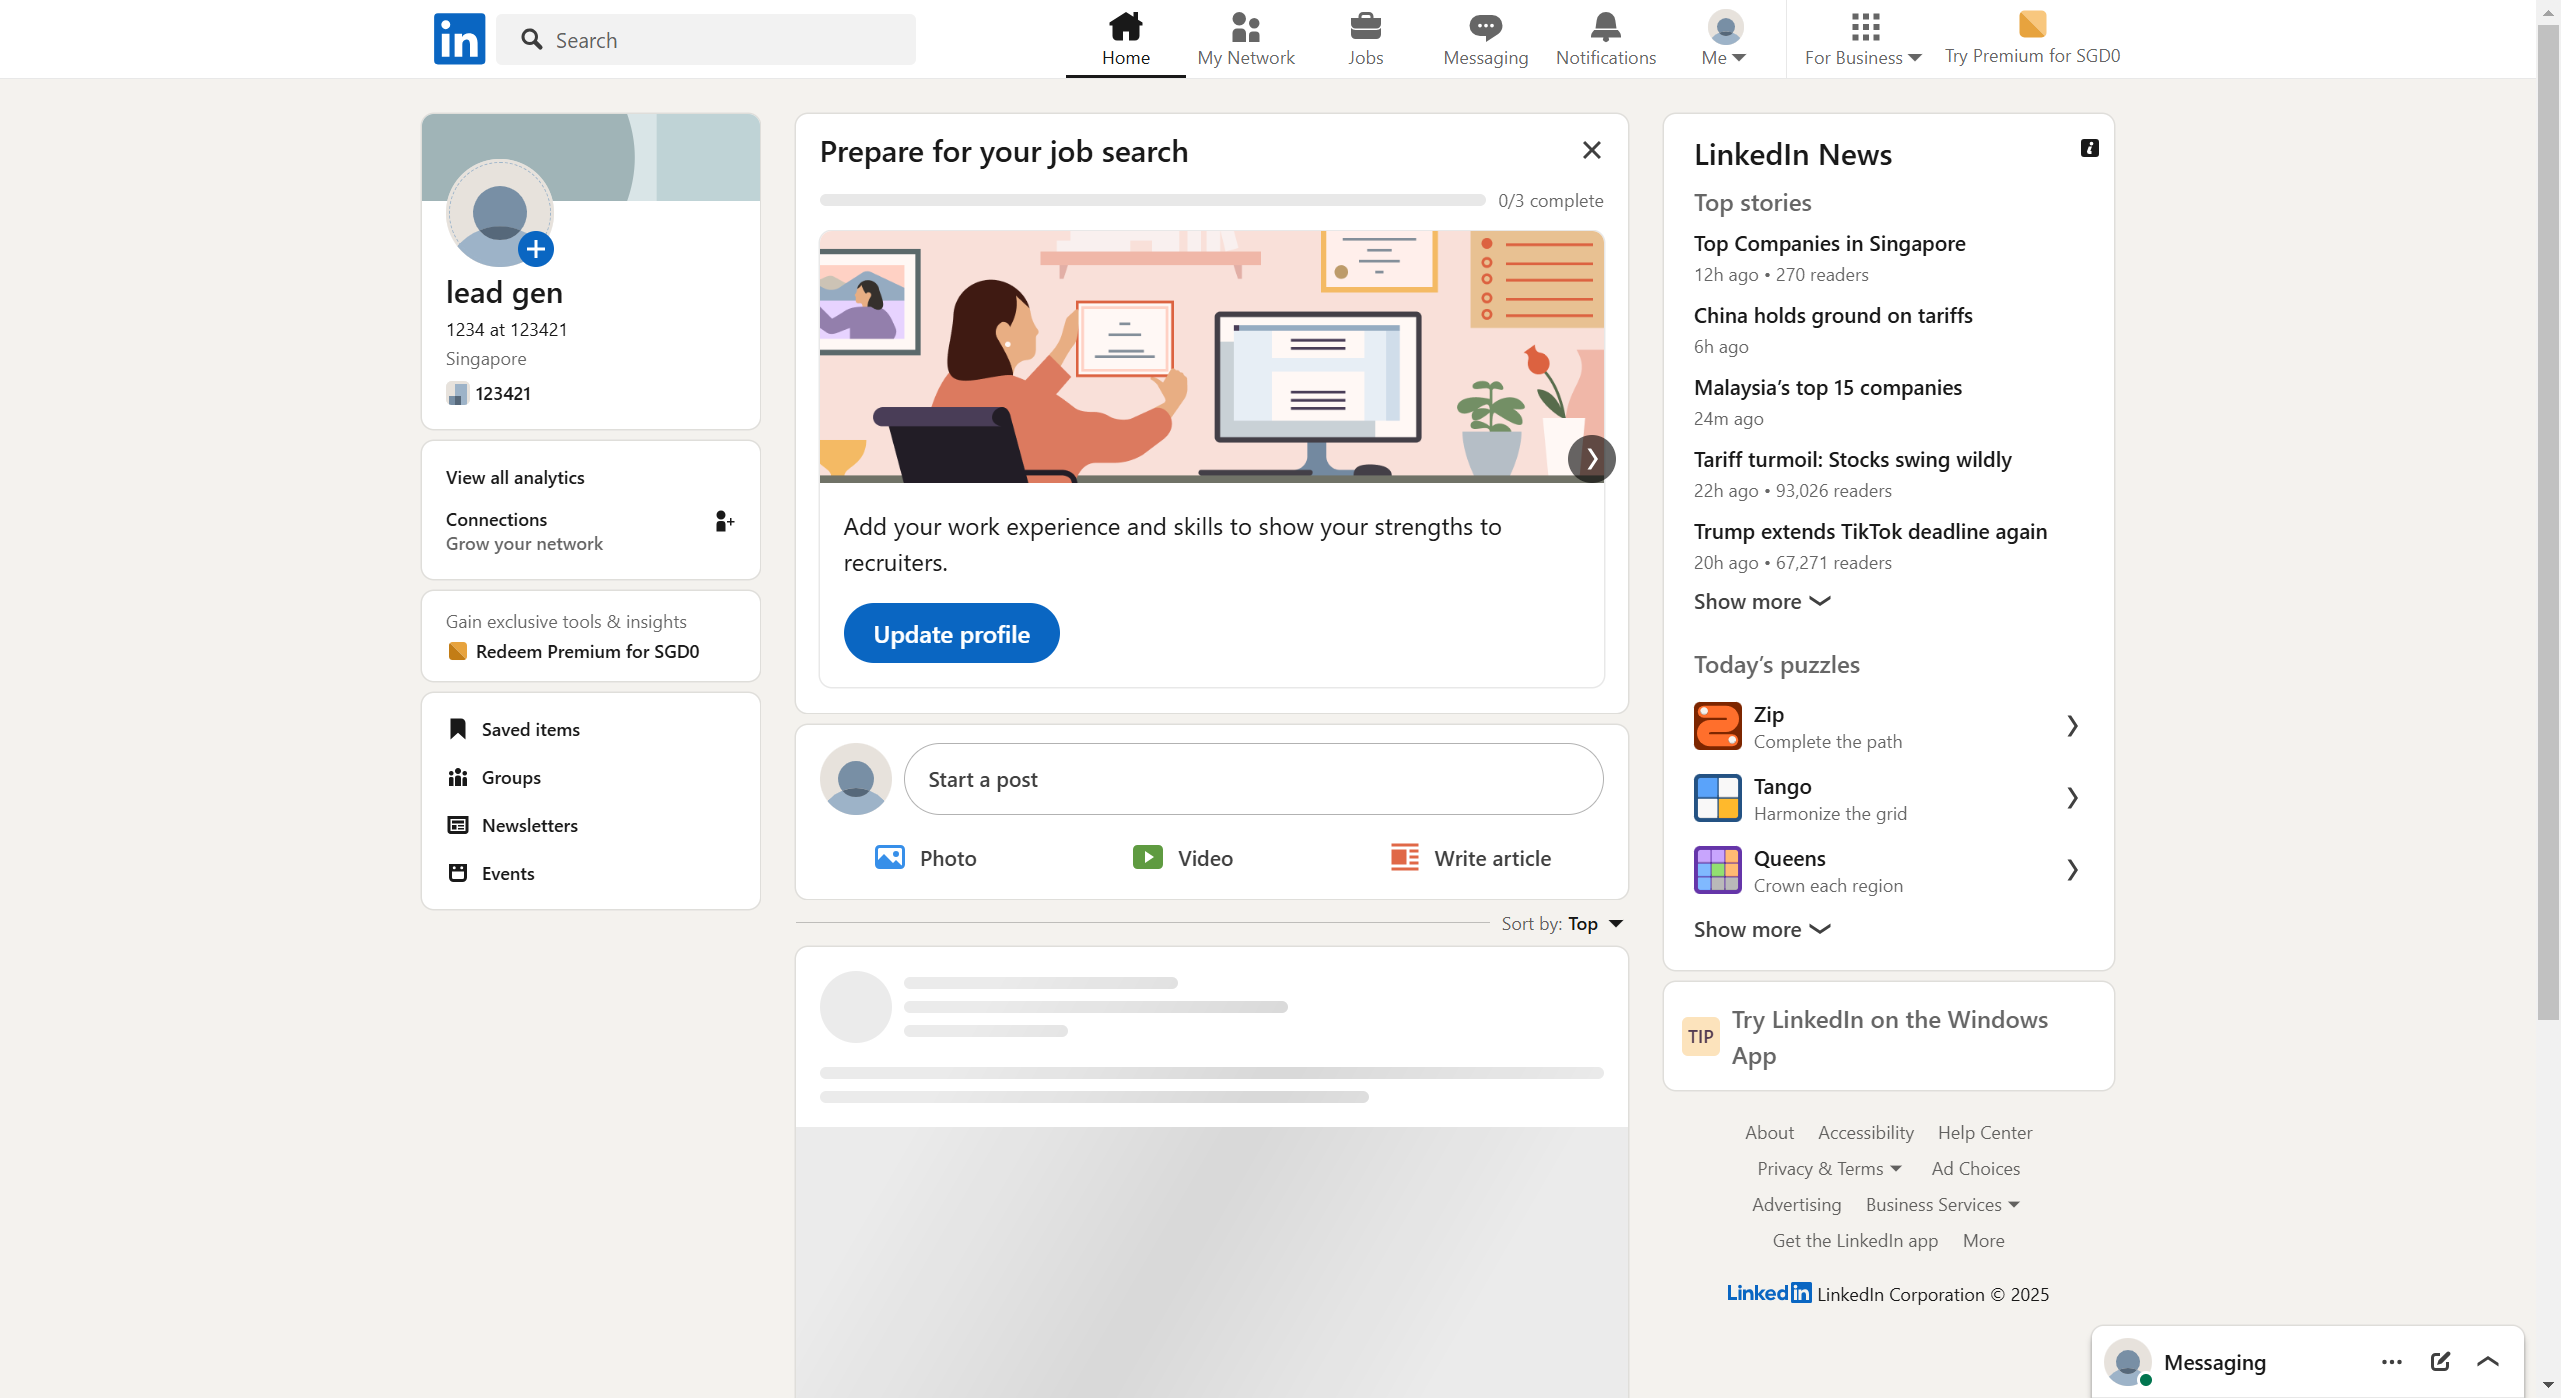 in
Search
Home
My Network
Jobs
Messaging
Notifications
Me
For Business
Try Premium for SGD0
lead gen
1234 at 123421
Singapore
123421
View all analytics
Connections
Grow your network
Gain exclusive tools & insights
Redeem Premium for SGD0
Saved items
Groups
Newsletters
Events
Prepare for your job search
0/3 complete
Add your work experience and skills to show your strengths to
recruiters.
Update profile
Start a post
Photo
Video
Write article
Sort by: Top
LinkedIn News
Top stories
Top Companies in Singapore
12h ago • 270 readers
China holds ground on tariffs
6h ago
Malaysia’s top 15 companies
24m ago
Tariff turmoil: Stocks swing wildly
22h ago • 93,026 readers
Trump extends TikTok deadline again
20h ago • 67,271 readers
Show more
Today’s puzzles
Zip
Complete the path
Tango
Harmonize the grid
Queens
Crown each region
Show more
TIP
Try LinkedIn on the Windows
App
About Accessibility Help Center
Privacy & Terms Ad Choices
Advertising Business Services
Get the LinkedIn app More
LinkedIn LinkedIn Corporation © 2025
Messaging